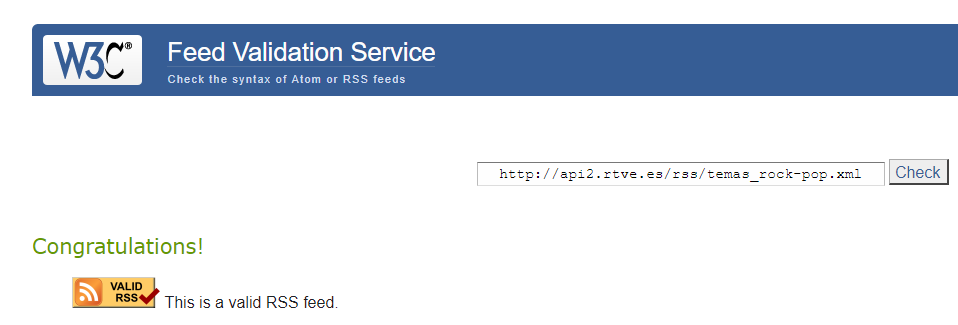 W3C®
Feed Validation Service
Check the syntax of Atom or RSS feeds
http://api2.rtve.es/rss/temas_rock-pop.xml Check
Congratulations!
VALID
RSS
This is a valid RSS feed.